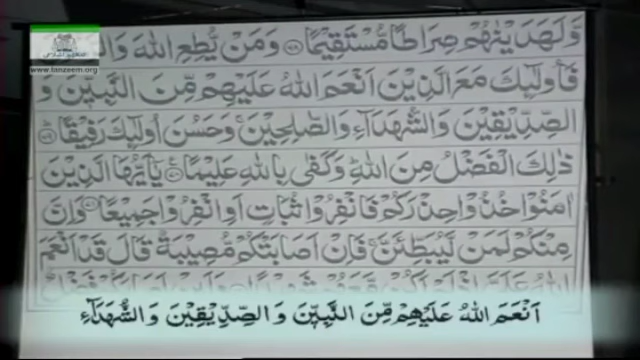 www.tanzeem.org
وَلَهَدَيْنٰهُمْ صِرَاطًا مُّسْتَقِيْمًا ۝ وَمَنْ يُّطِعِ اللّٰهَ وَ
فَاُولٰٓئِكَ مَعَ الَّذِيْنَ اَنْعَمَ اللّٰهُ عَلَيْهِمْ مِّنَ النَّبِيّٖنَ وَ
الصِّدِّيْقِيْنَ وَالشُّهَدَآءِ وَالصّٰلِحِيْنَ ۚ وَحَسُنَ اُولٰٓئِكَ رَفِيْقًا ۝
ذٰلِكَ الْفَضْلُ مِنَ اللّٰهِ ؕ وَكَفٰى بِاللّٰهِ عَلِيْمًا ۝ يٰٓاَيُّهَا الَّذِيْنَ
اٰمَنُوْا خُذُوْا حِذْرَكُمْ فَانْفِرُوْا ثُبَاتٍ اَوِ انْفِرُوْا جَمِيْعًا ۝ وَاِنَّ
مِنْكُمْ لَمَنْ لَّيُبَطِّئَنَّ ۚ فَاِنْ اَصَابَتْكُمْ مُّصِيْبَةٌ قَالَ قَدْ اَنْعَمَ
اَنْعَمَ اللّٰهُ عَلَيْهِمْ مِّنَ النَّبِيّٖنَ وَالصِّدِّيْقِيْنَ وَالشُّهَدَآءِ